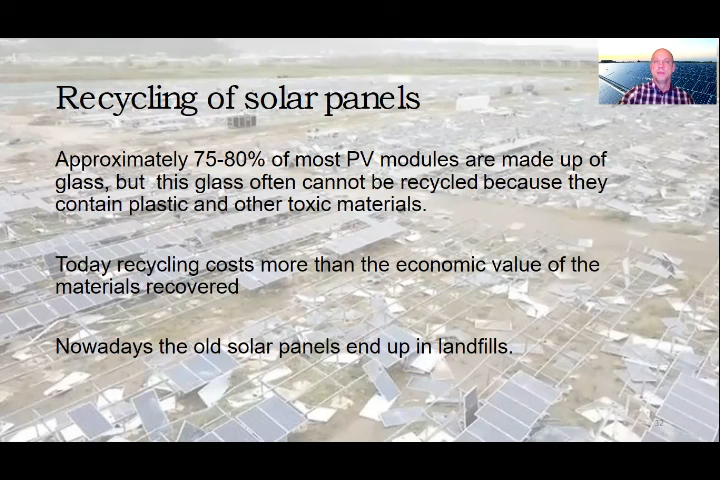 Recycling of solar panels
Approximately 75-80% of most PV modules are made up of
glass, but  this glass often cannot be recycled because they
contain plastic and other toxic materials.
Today recycling costs more than the economic value of the
materials recovered
Nowadays the old solar panels end up in landfills.
32